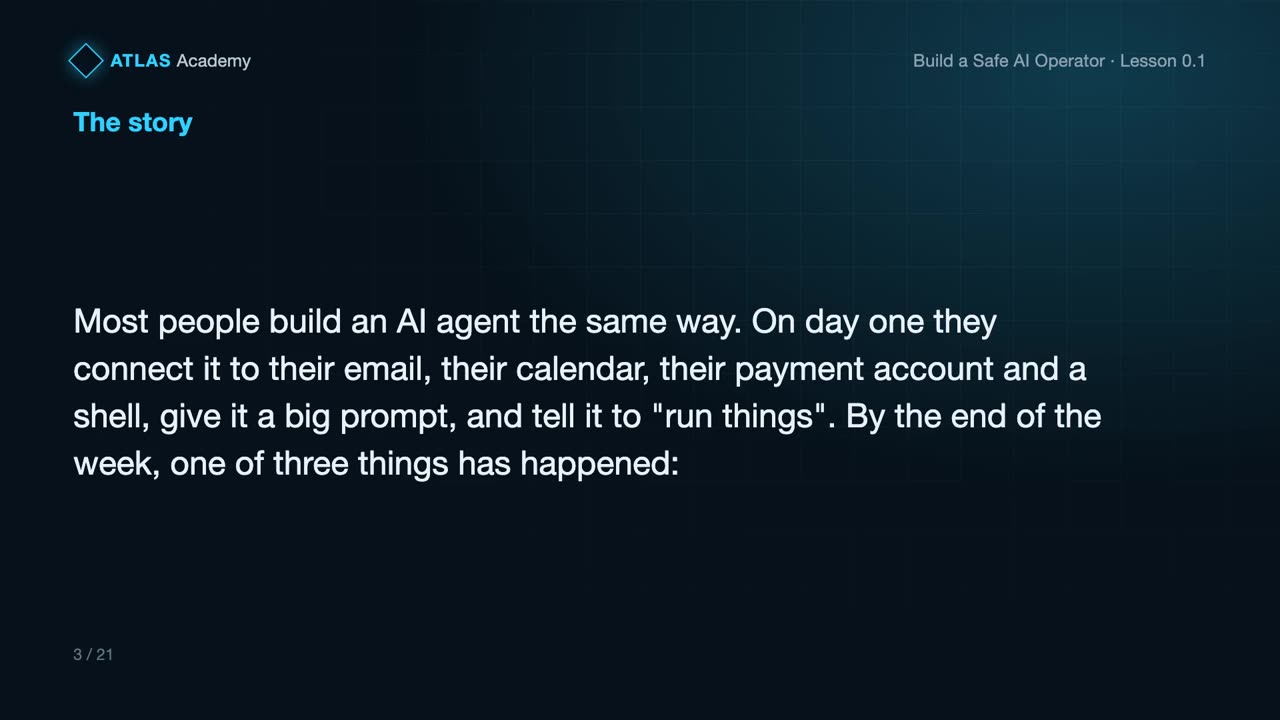 ATLAS Academy
Build a Safe AI Operator · Lesson 0.1
The story
Most people build an AI agent the same way. On day one they
connect it to their email, their calendar, their payment account and a
shell, give it a big prompt, and tell it to "run things". By the end of the
week, one of three things has happened:
3 / 21